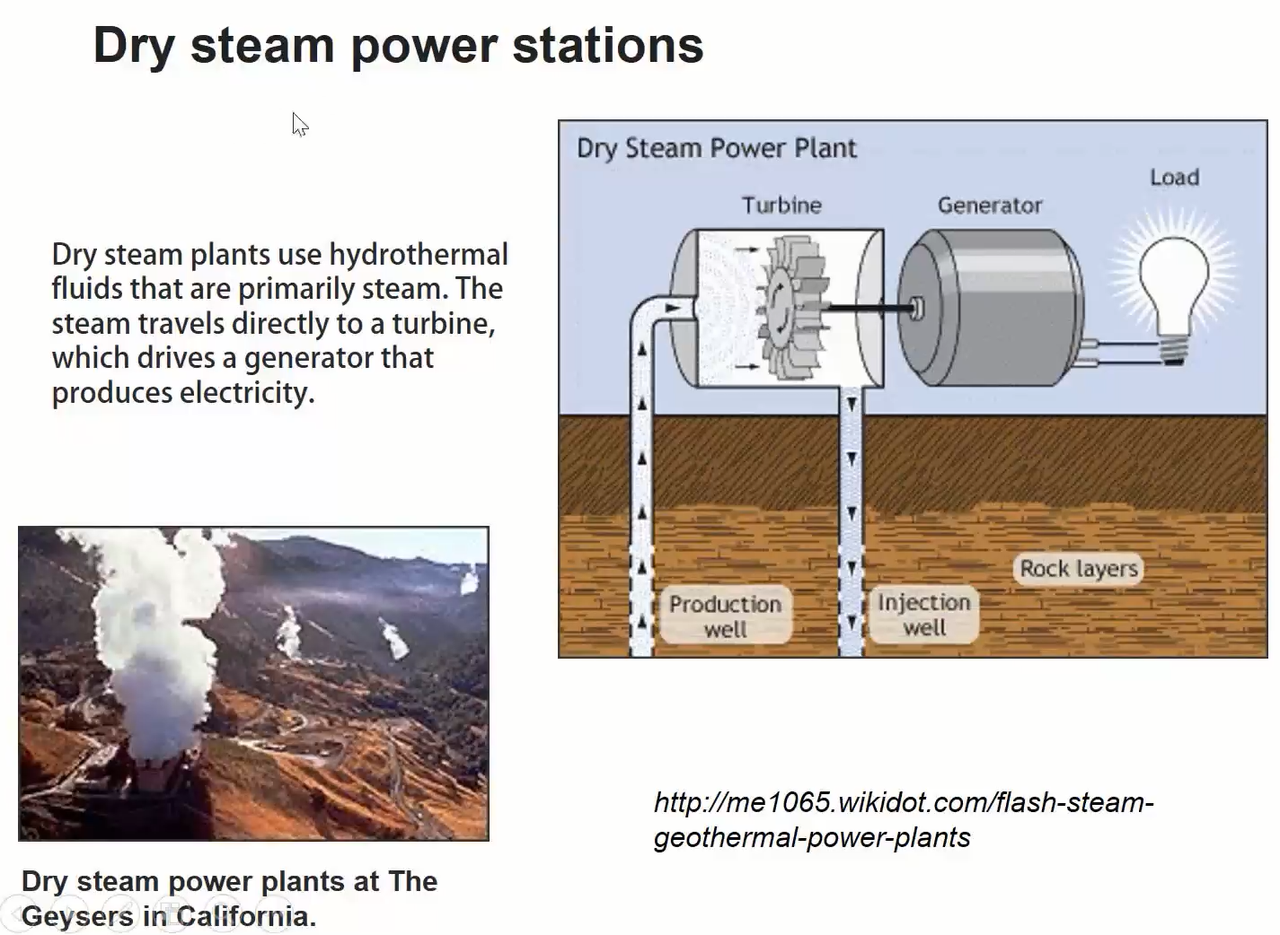 Dry steam power stations
Dry steam plants use hydrothermal
fluids that are primarily steam. The
steam travels directly to a turbine,
which drives a generator that
produces electricity.
Dry Steam Power Plant
Turbine
Generator
Load
Rock layers
Production
well
Injection
well
http://me1065.wikidot.com/flash-steam-
geothermal-power-plants
Dry steam power plants at The
Geysers in California.